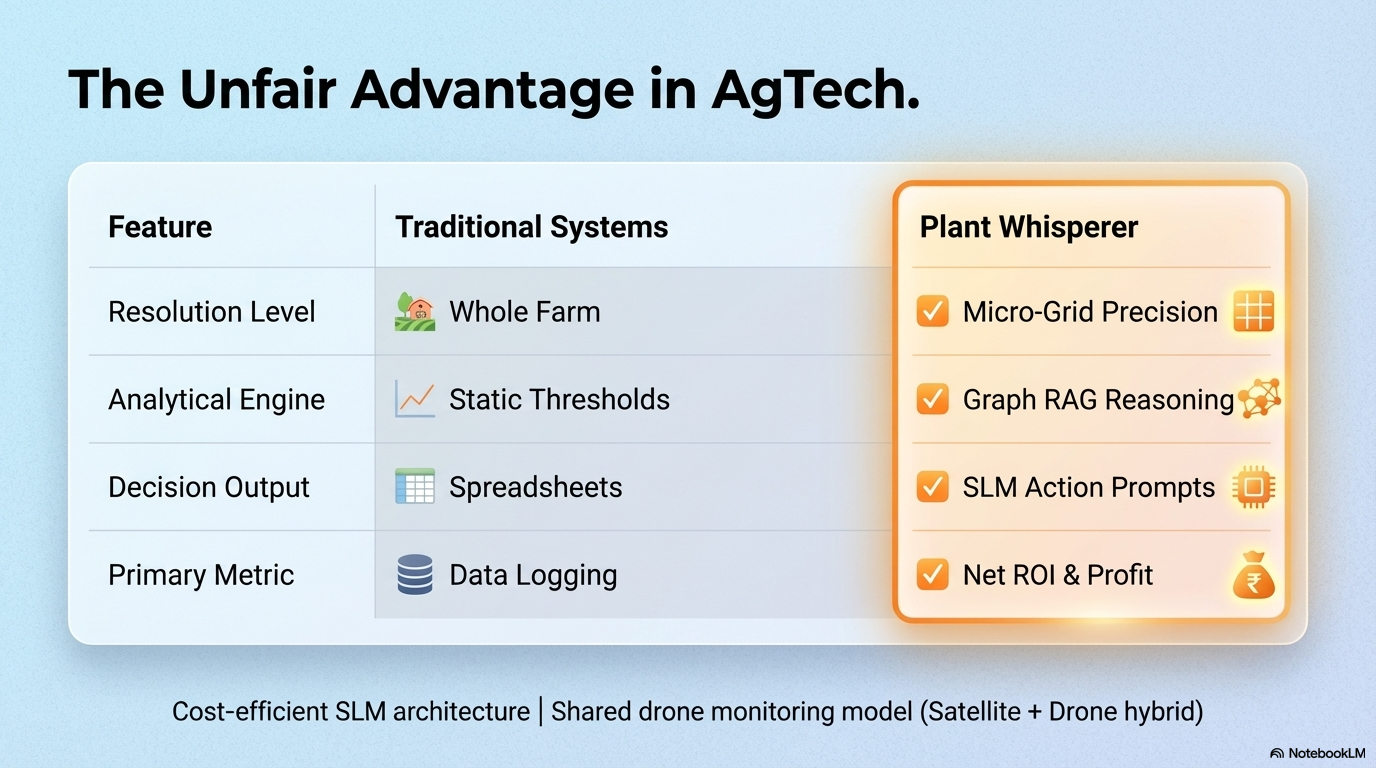 The Unfair Advantage in AgTech.
Feature Traditional Systems Plant Whisperer
Resolution Level Whole Farm Micro-Grid Precision
Analytical Engine Static Thresholds Graph RAG Reasoning
Decision Output Spreadsheets SLM Action Prompts
Primary Metric Data Logging Net ROI & Profit ₹
Cost-efficient SLM architecture | Shared drone monitoring model (Satellite + Drone hybrid)
NotebookLM